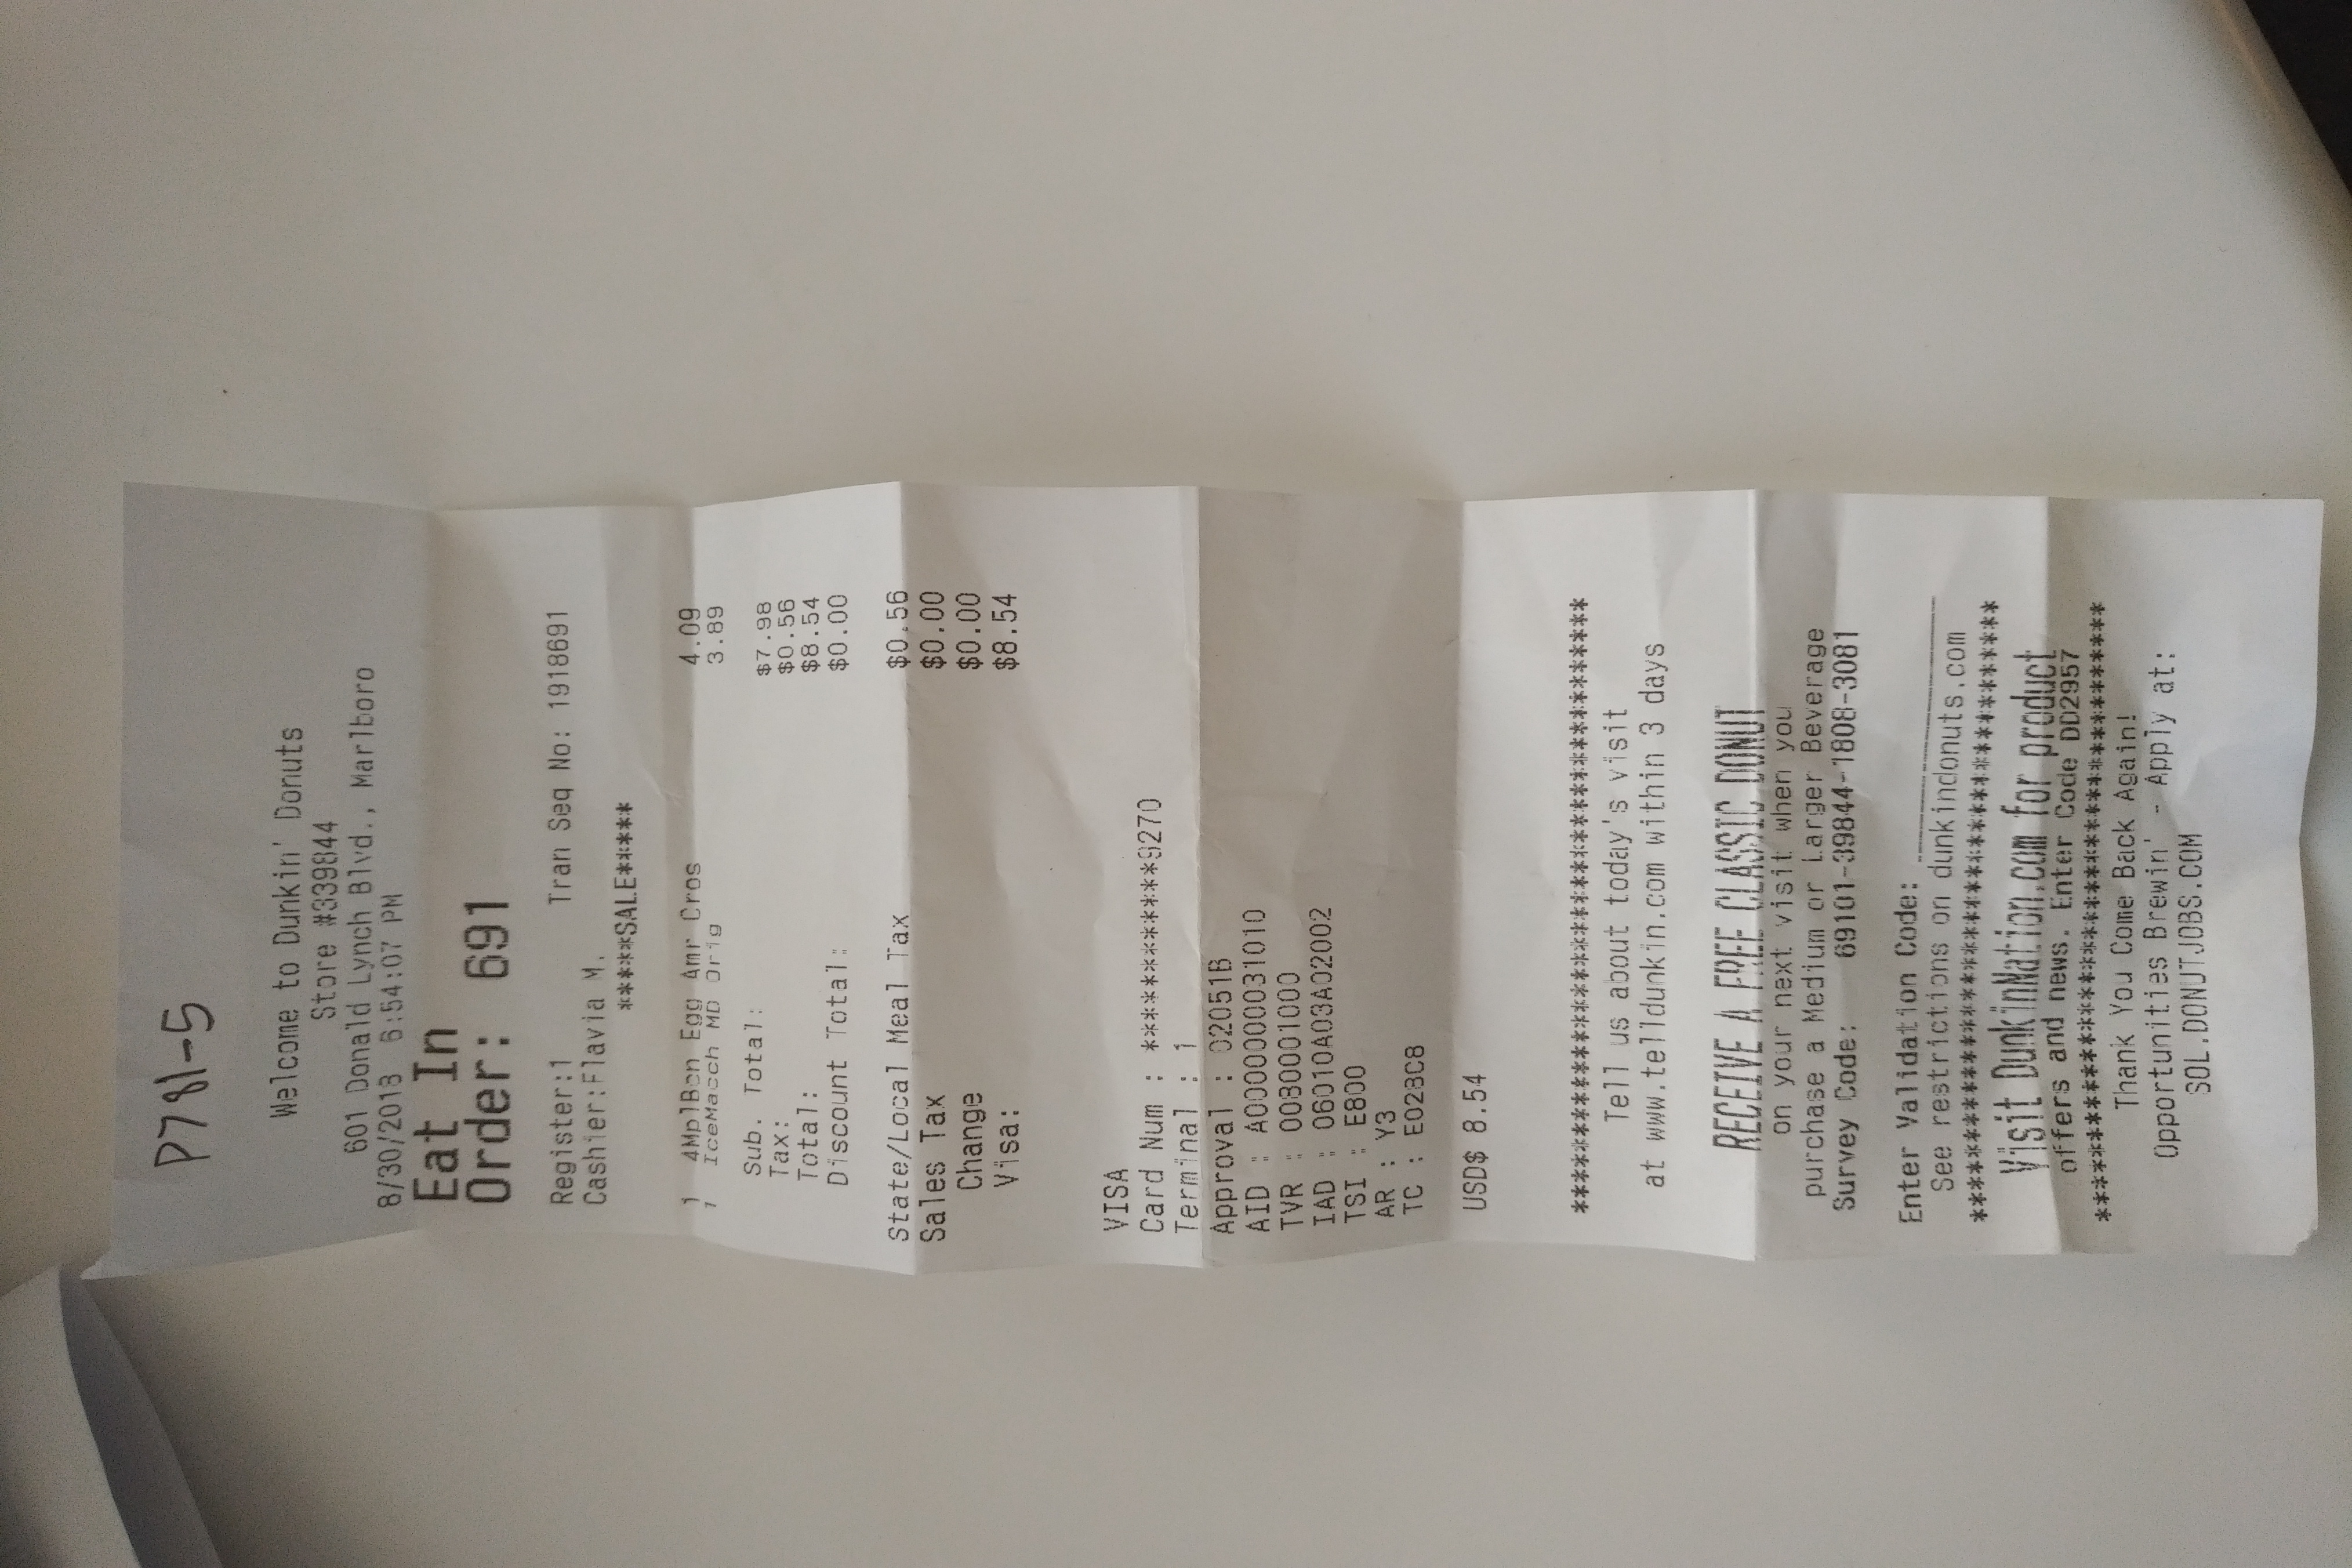 P781-5
Welcome to Dunkin' Donuts
Store #339844
601 Donald Lynch Blvd., Marlboro
8/30/2018 6:54:07 PM
Eat In
Order: 691
Register:1 Tran Seq No: 1918691
Cashier:Flavia M.
*****SALE*****
1 4MplBcn Egg Amr Cros 4.09
1 IceMacch MD Orig 3.89
Sub. Total: $7.98
Tax: $0.56
Total: $8.54
Discount Total: $0.00
State/Local Meal Tax $0.56
Sales Tax $0.00
Change $0.00
Visa: $8.54
VISA
Card Num : ************9270
Terminal : 1
Approval : 02051B
AID : A0000000031010
TVR : 0080001000
IAD : 06010A03A02002
TSI : E800
AR : Y3
TC : E028C8
USD$ 8.54
****************************************
Tell us about today's visit
at www.telldunkin.com within 3 days
RECEIVE A FREE CLASSIC DONUT
on your next visit when you
purchase a Medium or Larger Beverage
Survey Code: 69101-39844-1808-3081
Enter Validation Code: _________________
See restrictions on dunkindonuts.com
****************************************
Visit DunkinNation.com for product
offers and news. Enter Code DD2957
****************************************
Thank You Come Back Again!
Opportunities Brewin' - Apply at:
SOL.DONUTJOBS.COM